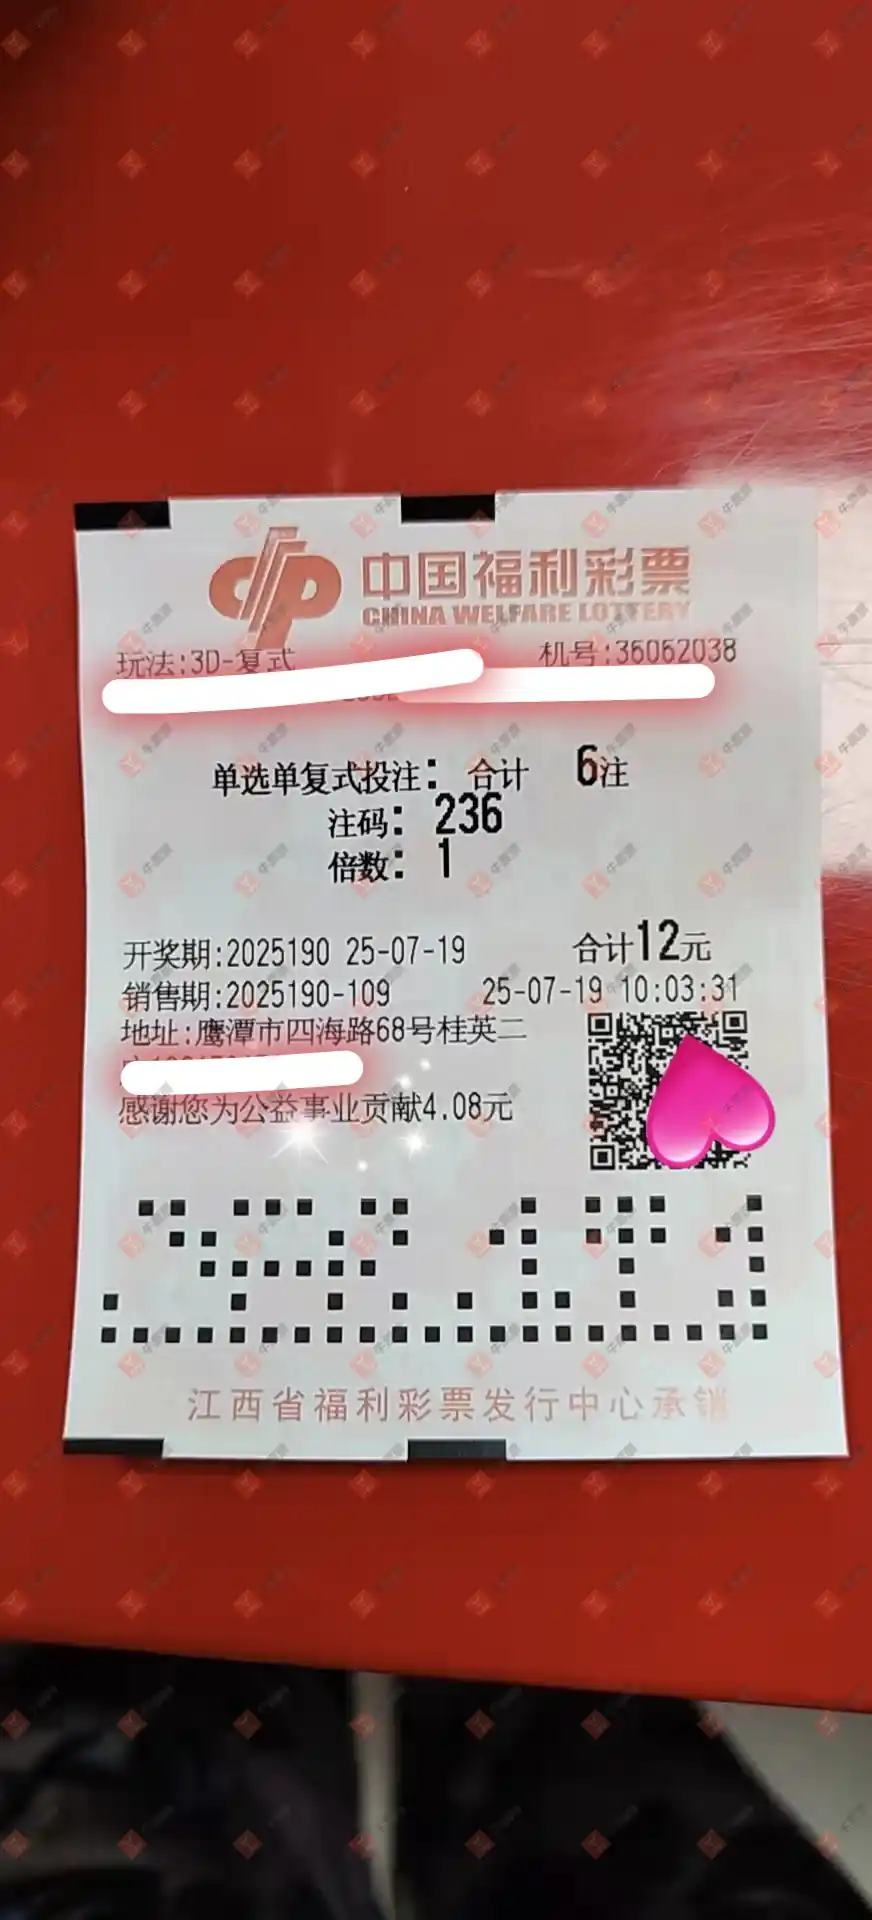 中国福利彩票
CHINA WELFARE LOTTERY
玩法:3D-复式 机号:36062038
单选单复式投注: 合计 6注
注码: 236
倍数: 1
开奖期:2025190 25-07-19 合计12元
销售期:2025190-109 25-07-19 10:03:31
地址:鹰潭市四海路68号桂英二
感谢您为公益事业贡献4.08元
江西省福利彩票发行中心承销